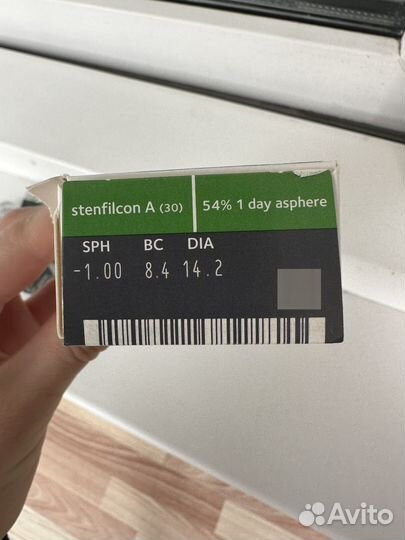 stenfilcon A (30) 54% 1 day asphere
SPH BC DIA
-1.00 8.4 14.2
Avito